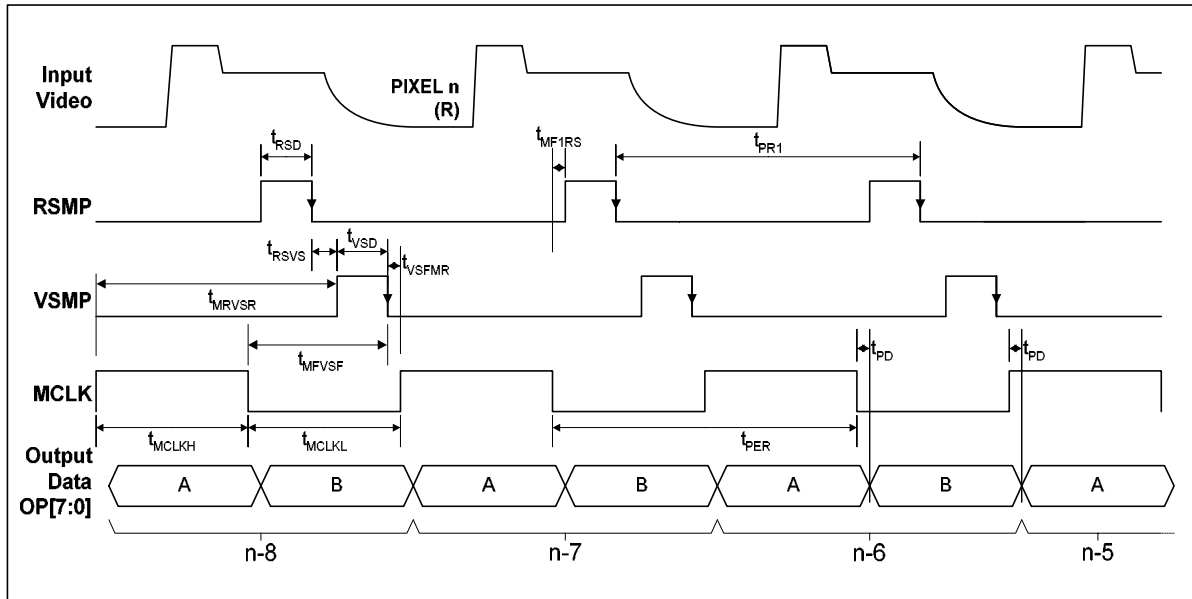 Input
Video
PIXEL n
(R)
tRSD
tMF1RS
tPR1
RSMP
tRSVS
tVSD
tVSFMR
VSMP
tMRVSR
tMFVSF
tPD
tPD
MCLK
tMCLKH
tMCLKL
tPER
Output
Data
OP[7:0]
A
B
A
B
A
B
A
n-8
n-7
n-6
n-5